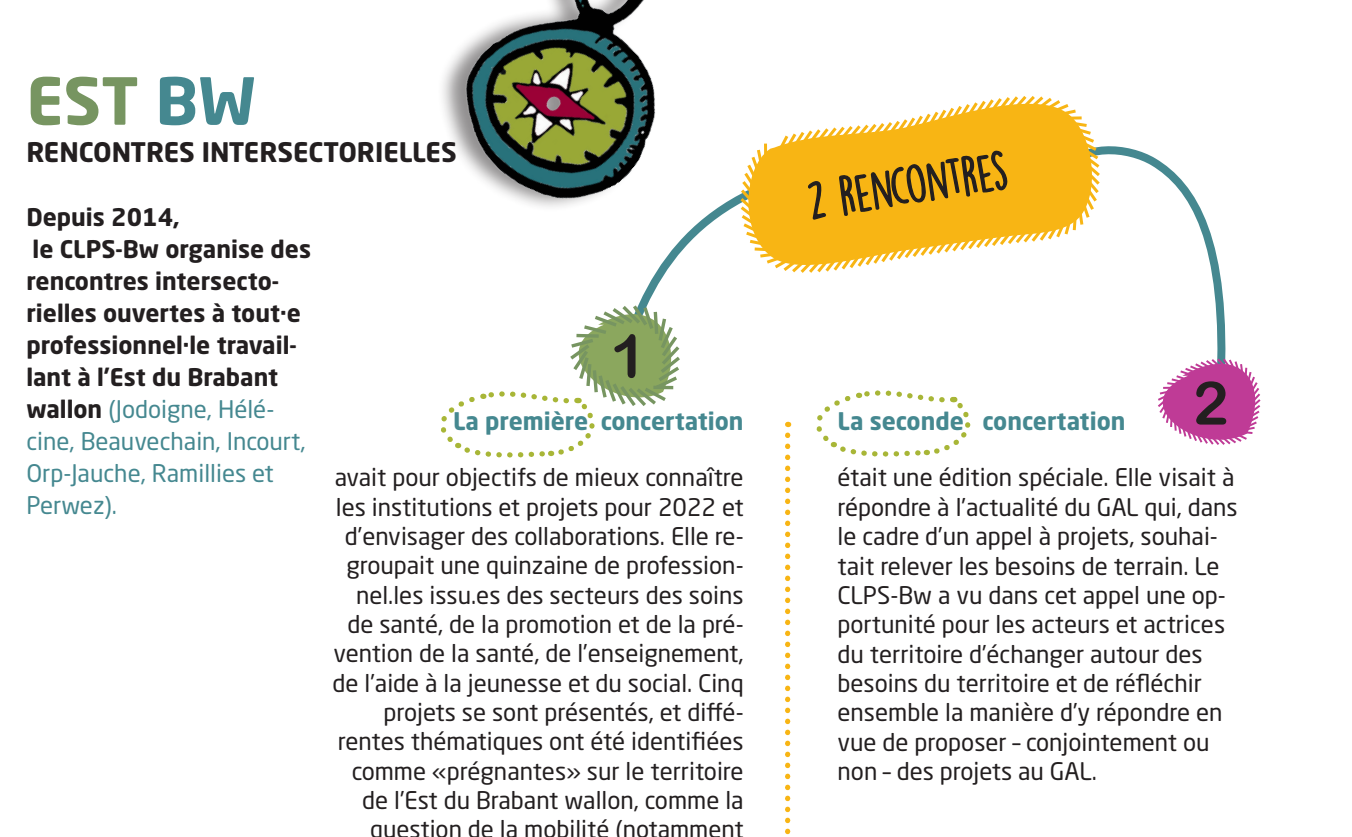 EST BW
RENCONTRES INTERSECTORIELLES
Depuis 2014,
le CLPS-Bw organise des
rencontres intersecto-
rielles ouvertes à tout·e
professionnel·le travail-
lant à l'Est du Brabant
wallon (Jodoigne, Hélé-
cine, Beauvechain, Incourt,
Orp-Jauche, Ramillies et
Perwez).
2 RENCONTRES
1
La première concertation
avait pour objectifs de mieux connaître
les institutions et projets pour 2022 et
d'envisager des collaborations. Elle re-
groupait une quinzaine de profession-
nel.les issu.es des secteurs des soins
de santé, de la promotion et de la pré-
vention de la santé, de l'enseignement,
de l'aide à la jeunesse et du social. Cinq
projets se sont présentés, et diffé-
rentes thématiques ont été identifiées
comme «prégnantes» sur le territoire
de l'Est du Brabant wallon, comme la
question de la mobilité (notamment
2
La seconde concertation
était une édition spéciale. Elle visait à
répondre à l'actualité du GAL qui, dans
le cadre d'un appel à projets, souhai-
tait relever les besoins de terrain. Le
CLPS-Bw a vu dans cet appel une op-
portunité pour les acteurs et actrices
du territoire d'échanger autour des
besoins du territoire et de réfléchir
ensemble la manière d'y répondre en
vue de proposer – conjointement ou
non – des projets au GAL.